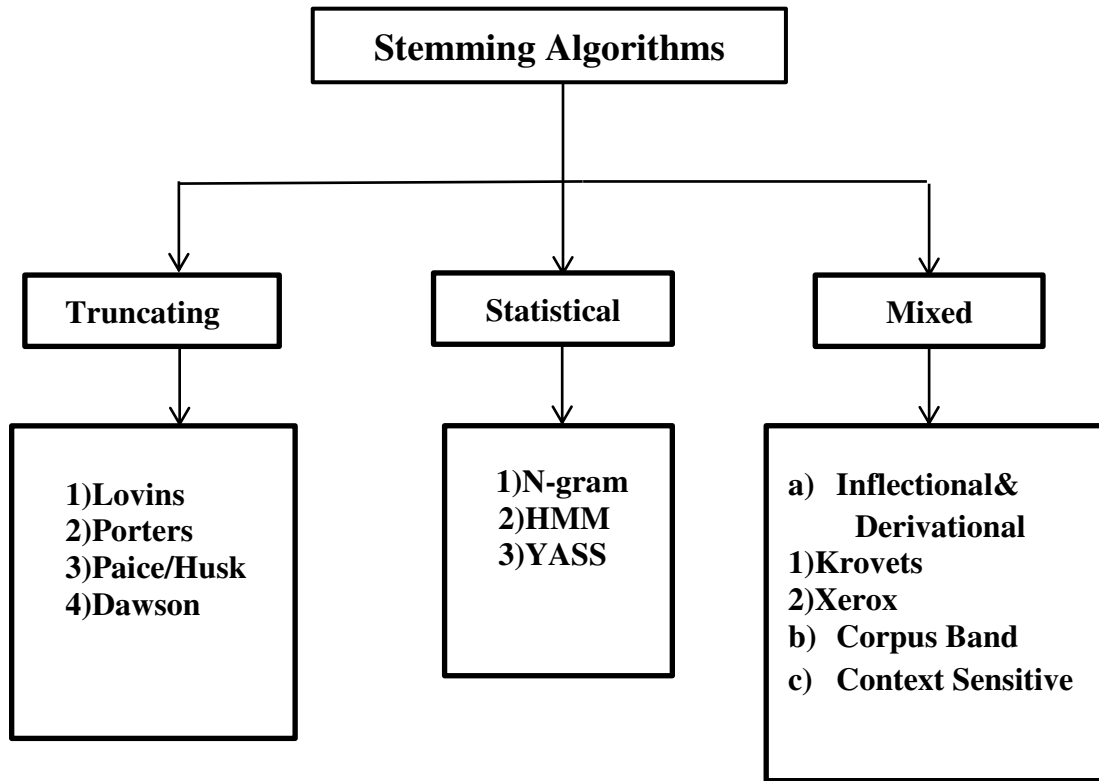 Stemming Algorithms
Truncating
Statistical
Mixed
1)Lovins
2)Porters
3)Paice/Husk
4)Dawson
1)N-gram
2)HMM
3)YASS
a) Inflectional&
Derivational
1)Krovets
2)Xerox
b) Corpus Band
c) Context Sensitive